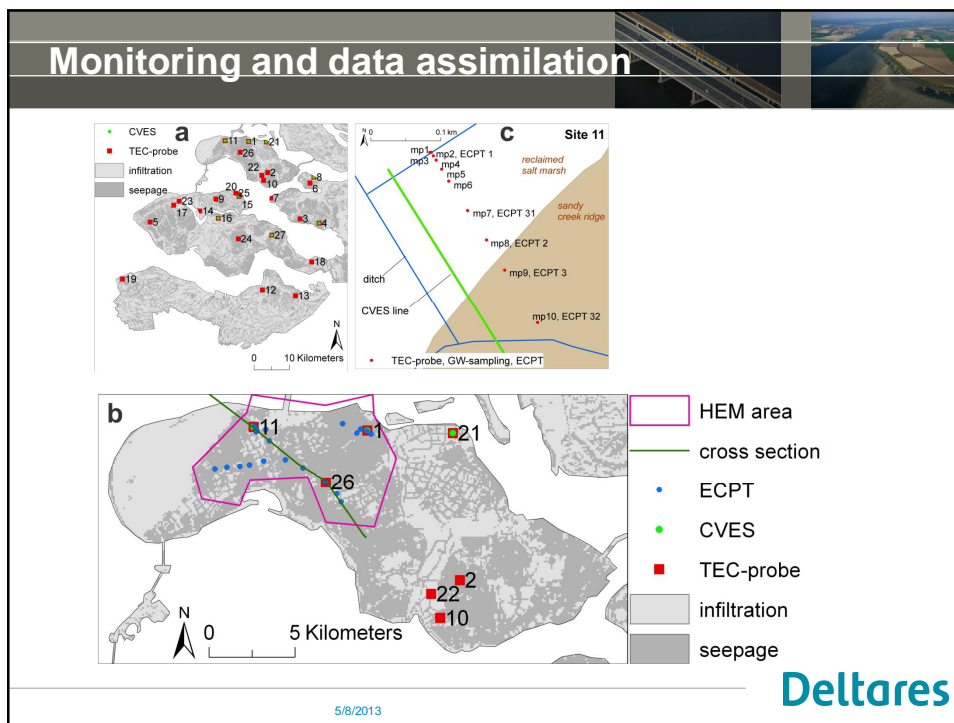 Monitoring and data assimilation
a
CVES
TEC-probe
infiltration
seepage
11
1
21
26
22
2
10
8
6
20
25
9
15
7
23
17
14
16
5
3
4
27
24
18
19
12
13
N
0 10 Kilometers
c
Site 11
0 0.1 km
N
mp1
mp2, ECPT 1
mp3
mp4
mp5
mp6
reclaimed
salt marsh
sandy
creek ridge
mp7, ECPT 31
mp8, ECPT 2
mp9, ECPT 3
ditch
CVES line
mp10, ECPT 32
TEC-probe, GW-sampling, ECPT
b
11
1
21
26
2
22
10
N
0 5 Kilometers
HEM area
cross section
ECPT
CVES
TEC-probe
infiltration
seepage
5/8/2013
Deltares